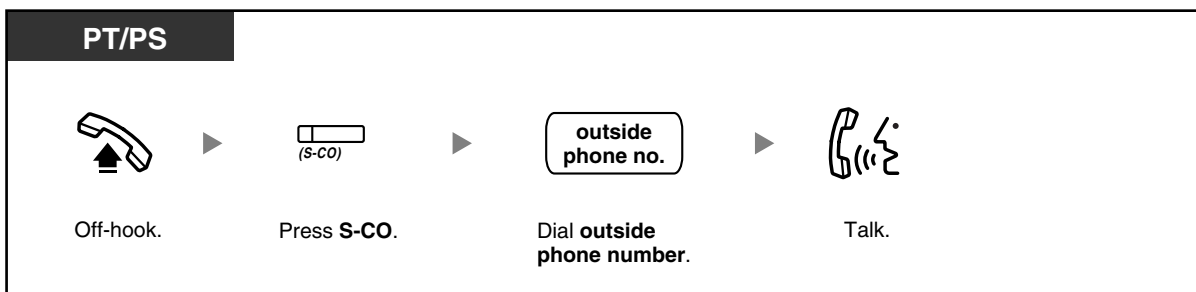 PT/PS
(S-CO)
outside
phone no.
Off-hook.
Press S-CO.
Dial outside
phone number.
Talk.